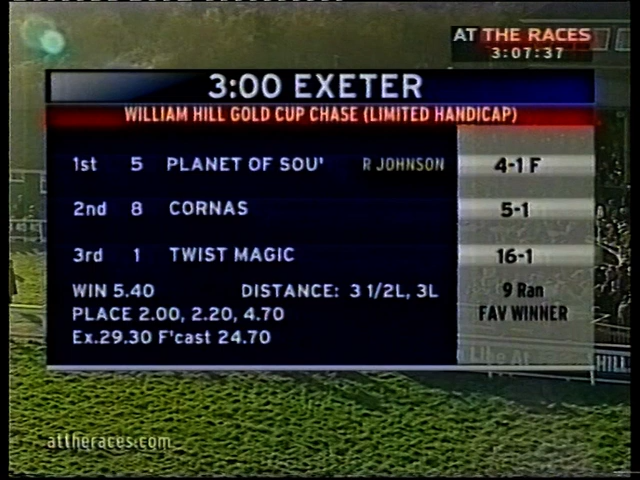 AT THE RACES
3:07:37
3:00 EXETER
WILLIAM HILL GOLD CUP CHASE (LIMITED HANDICAP)
1st 5 PLANET OF SOU' R JOHNSON 4-1 F
2nd 8 CORNAS 5-1
3rd 1 TWIST MAGIC 16-1
WIN 5.40 DISTANCE: 3 1/2L, 3L 9 Ran
PLACE 2.00, 2.20, 4.70 FAV WINNER
Ex.29.30 F'cast 24.70
HILL
attheraces.com